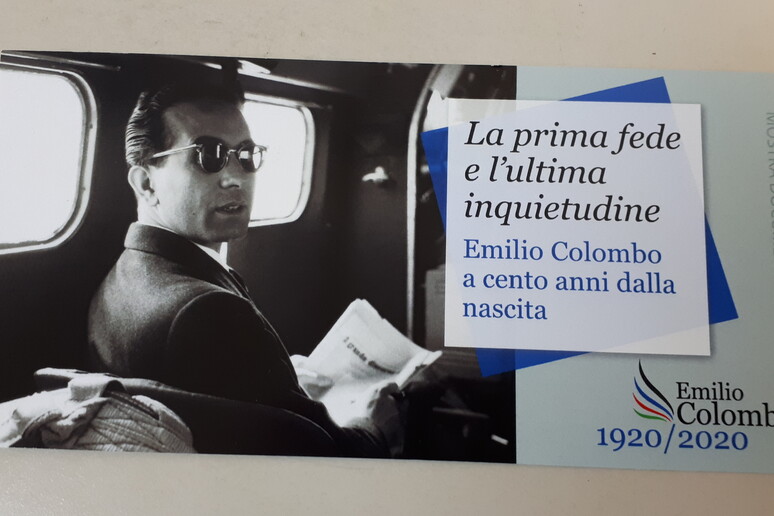 La prima fede
e l'ultima
inquietudine
Emilio Colombo
a cento anni dalla
nascita
Emilio
Colomb
1920/2020